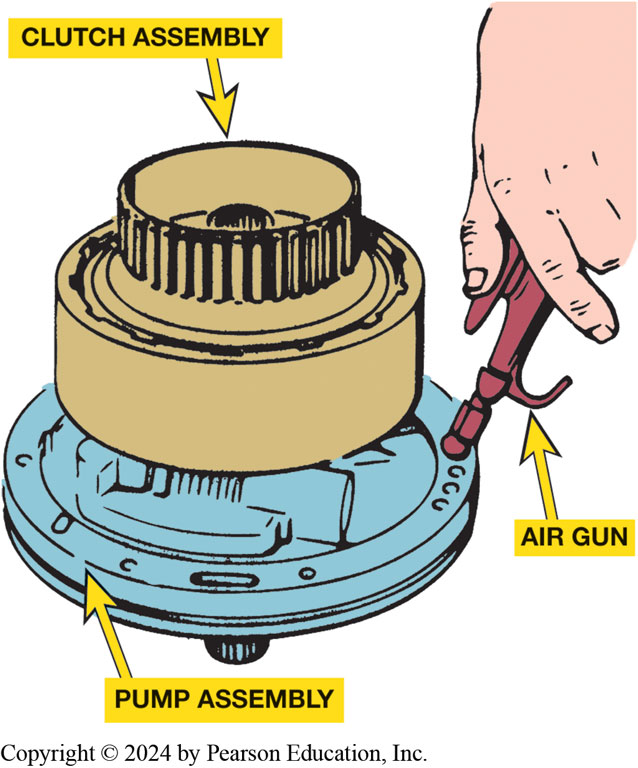 CLUTCH ASSEMBLY
AIR GUN
PUMP ASSEMBLY
Copyright © 2024 by Pearson Education, Inc.